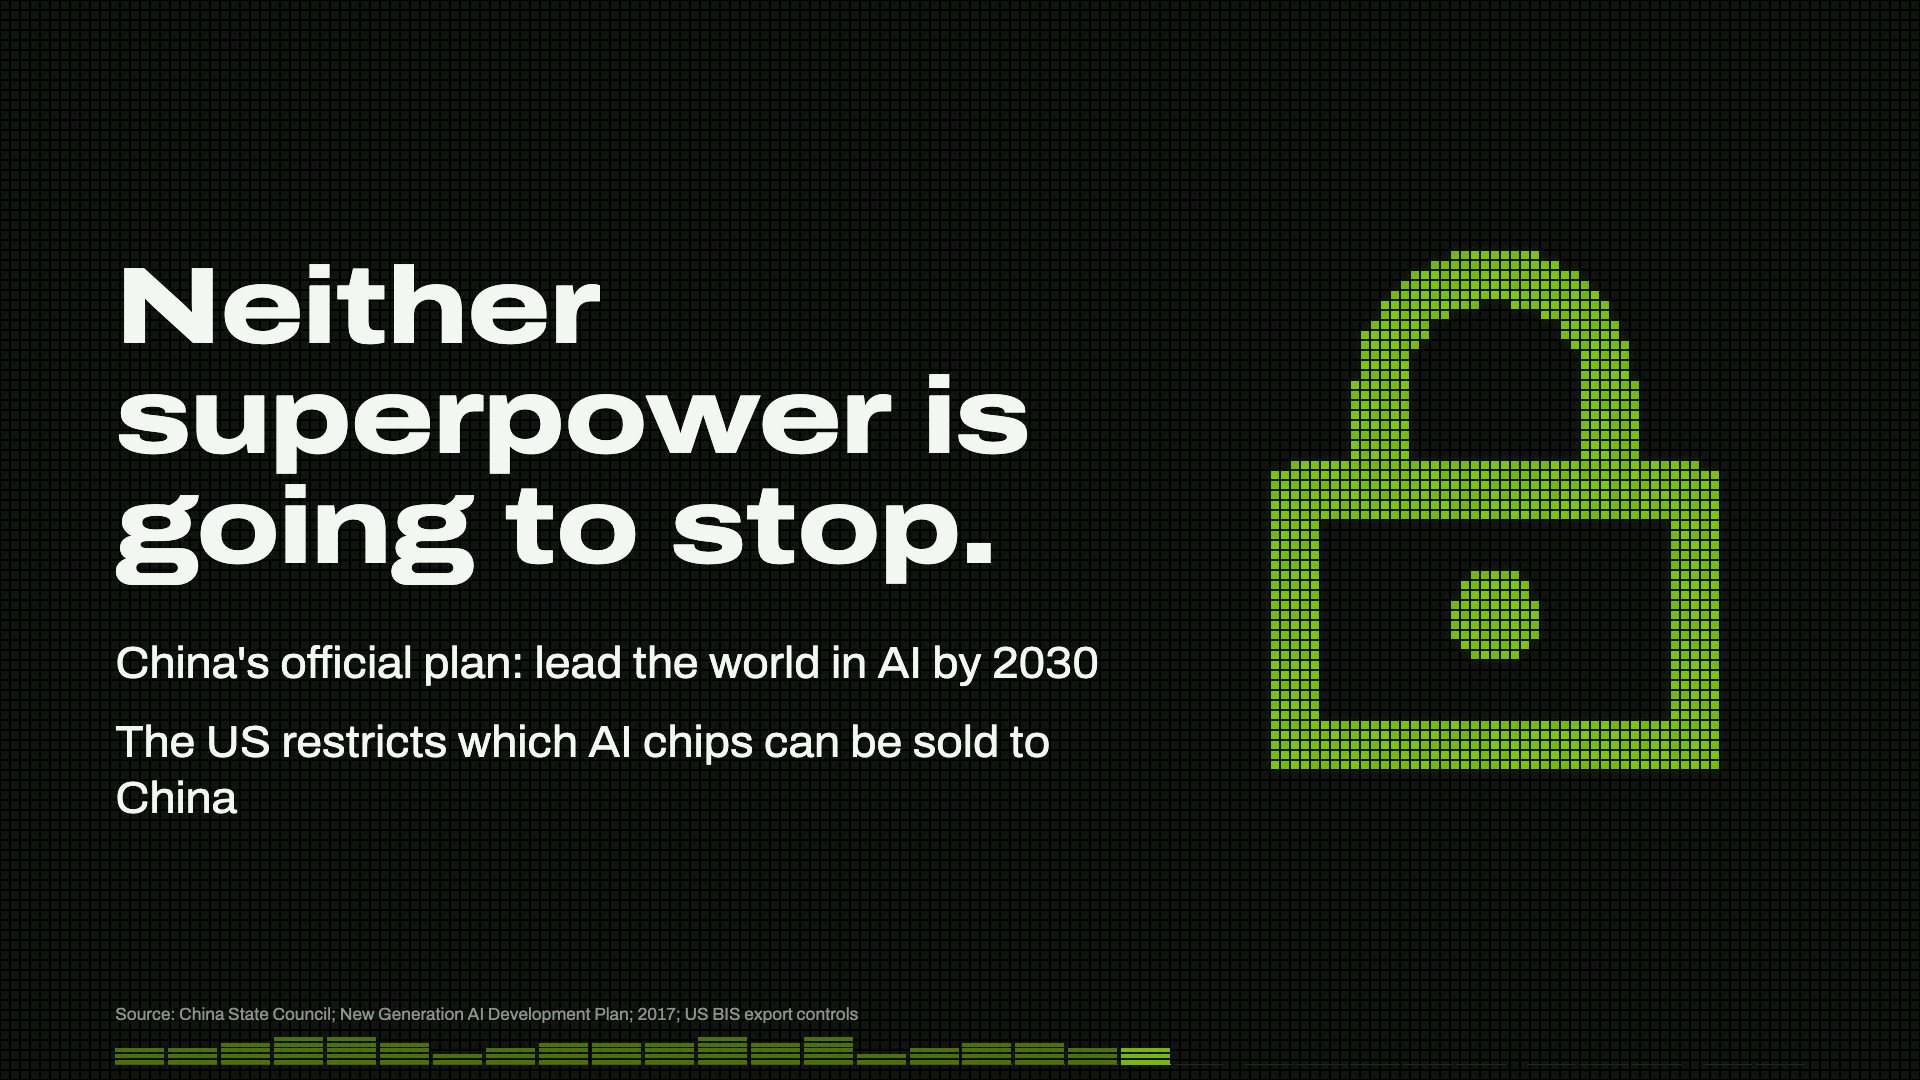 Neither
superpower is
going to stop.
China's official plan: lead the world in AI by 2030
The US restricts which AI chips can be sold to
China
Source: China State Council; New Generation AI Development Plan; 2017; US BIS export controls